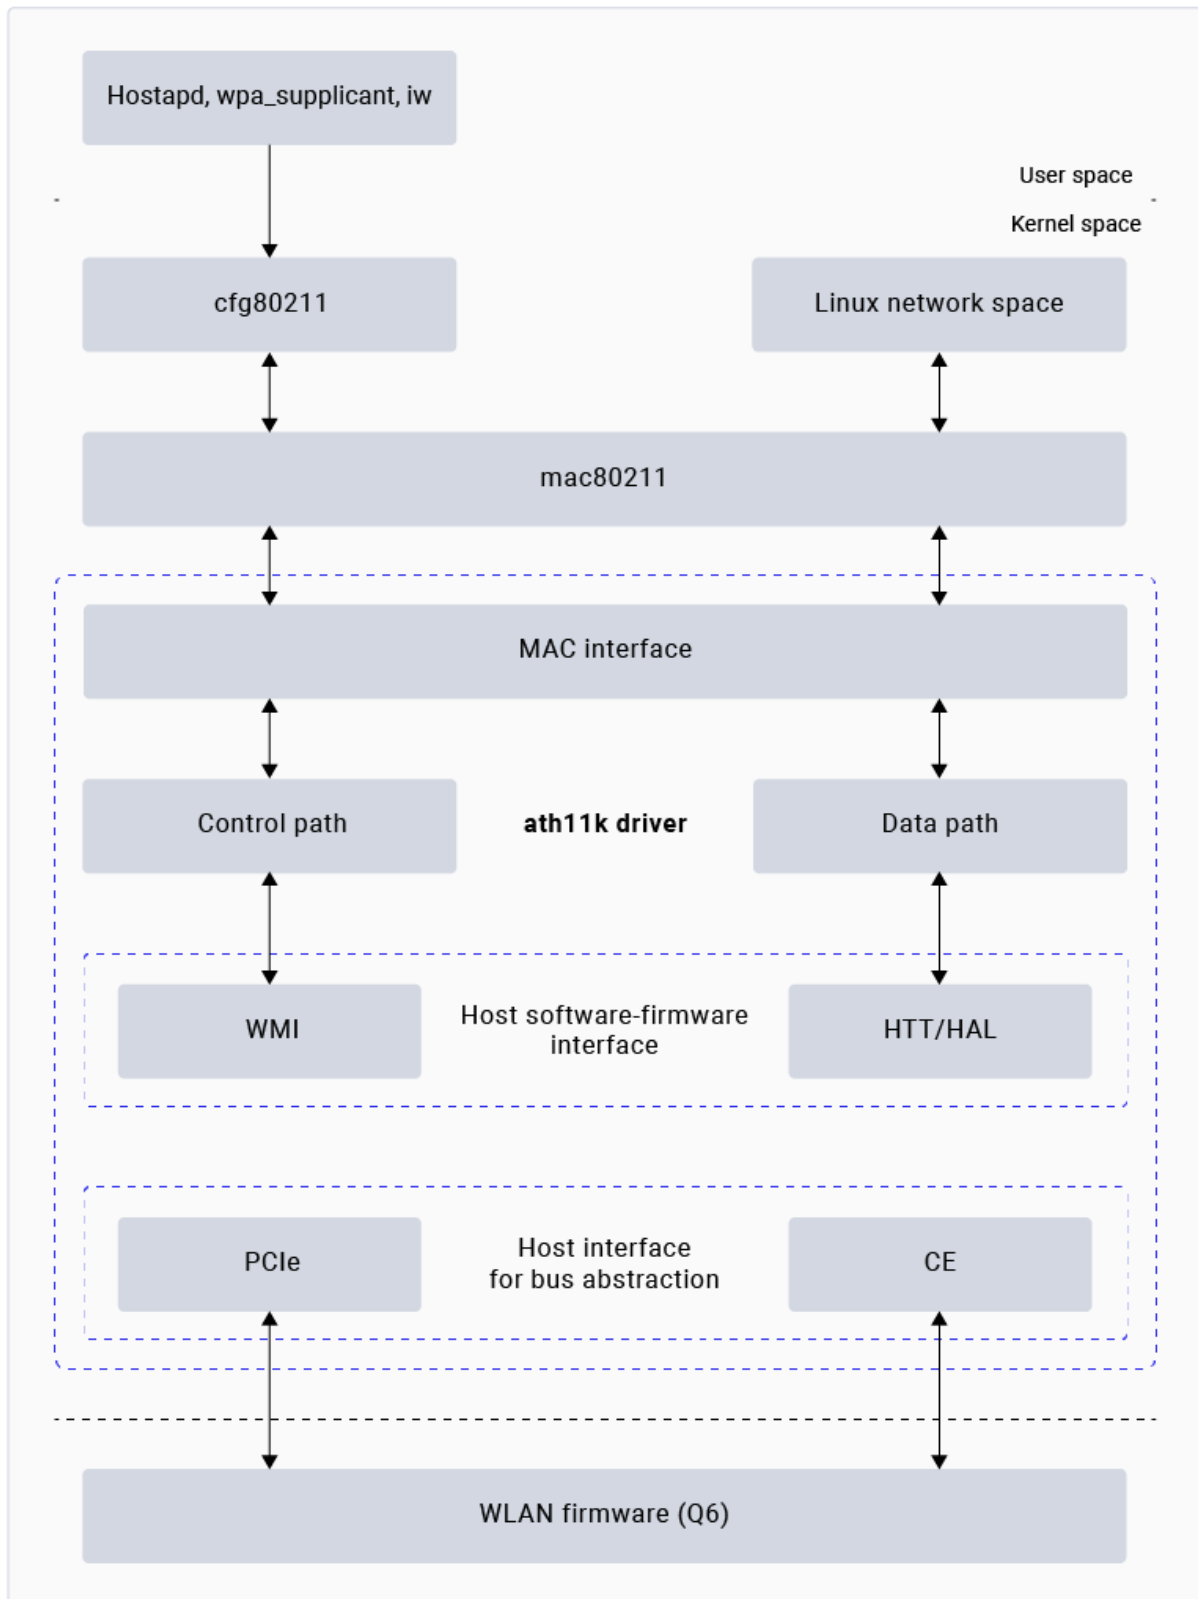 Hostapd, wpa_supplicant, iw
User space
Kernel space
cfg80211
Linux network space
mac80211
MAC interface
Control path
ath11k driver
Data path
WMI
Host software-firmware
interface
HTT/HAL
PCIe
Host interface
for bus abstraction
CE
WLAN firmware (Q6)